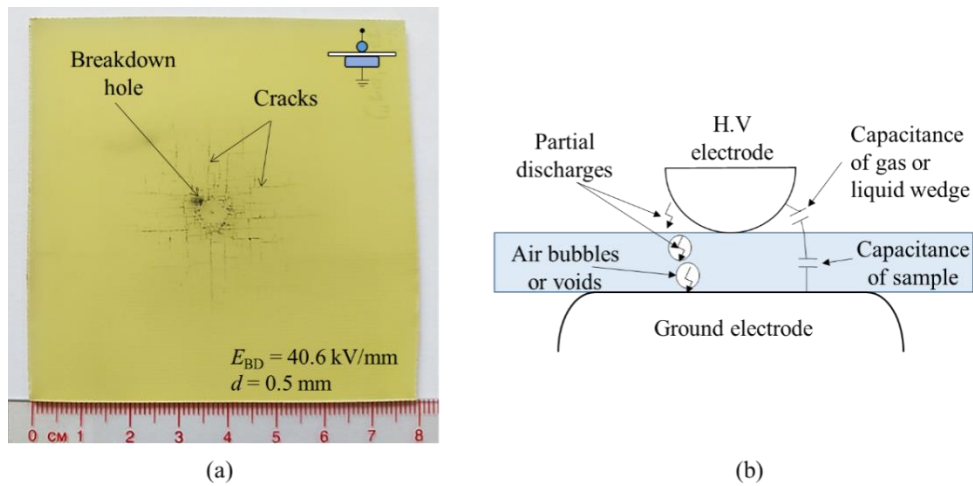 Breakdown
hole
Cracks
E_BD = 40.6 kV/mm
d = 0.5 mm
0 CM 1 2 3 4 5 6 7 8
(a)
Partial
discharges
H.V
electrode
Capacitance
of gas or
liquid wedge
Air bubbles
or voids
Capacitance
of sample
Ground electrode
(b)